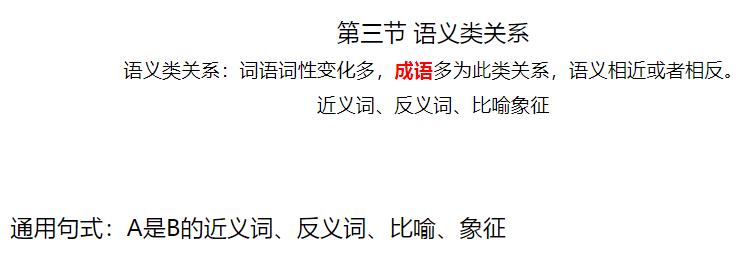 第三节 语义类关系
语义类关系：词语词性变化多，成语多为此类关系，语义相近或者相反。
近义词、反义词、比喻象征
通用句式：A是B的近义词、反义词、比喻、象征